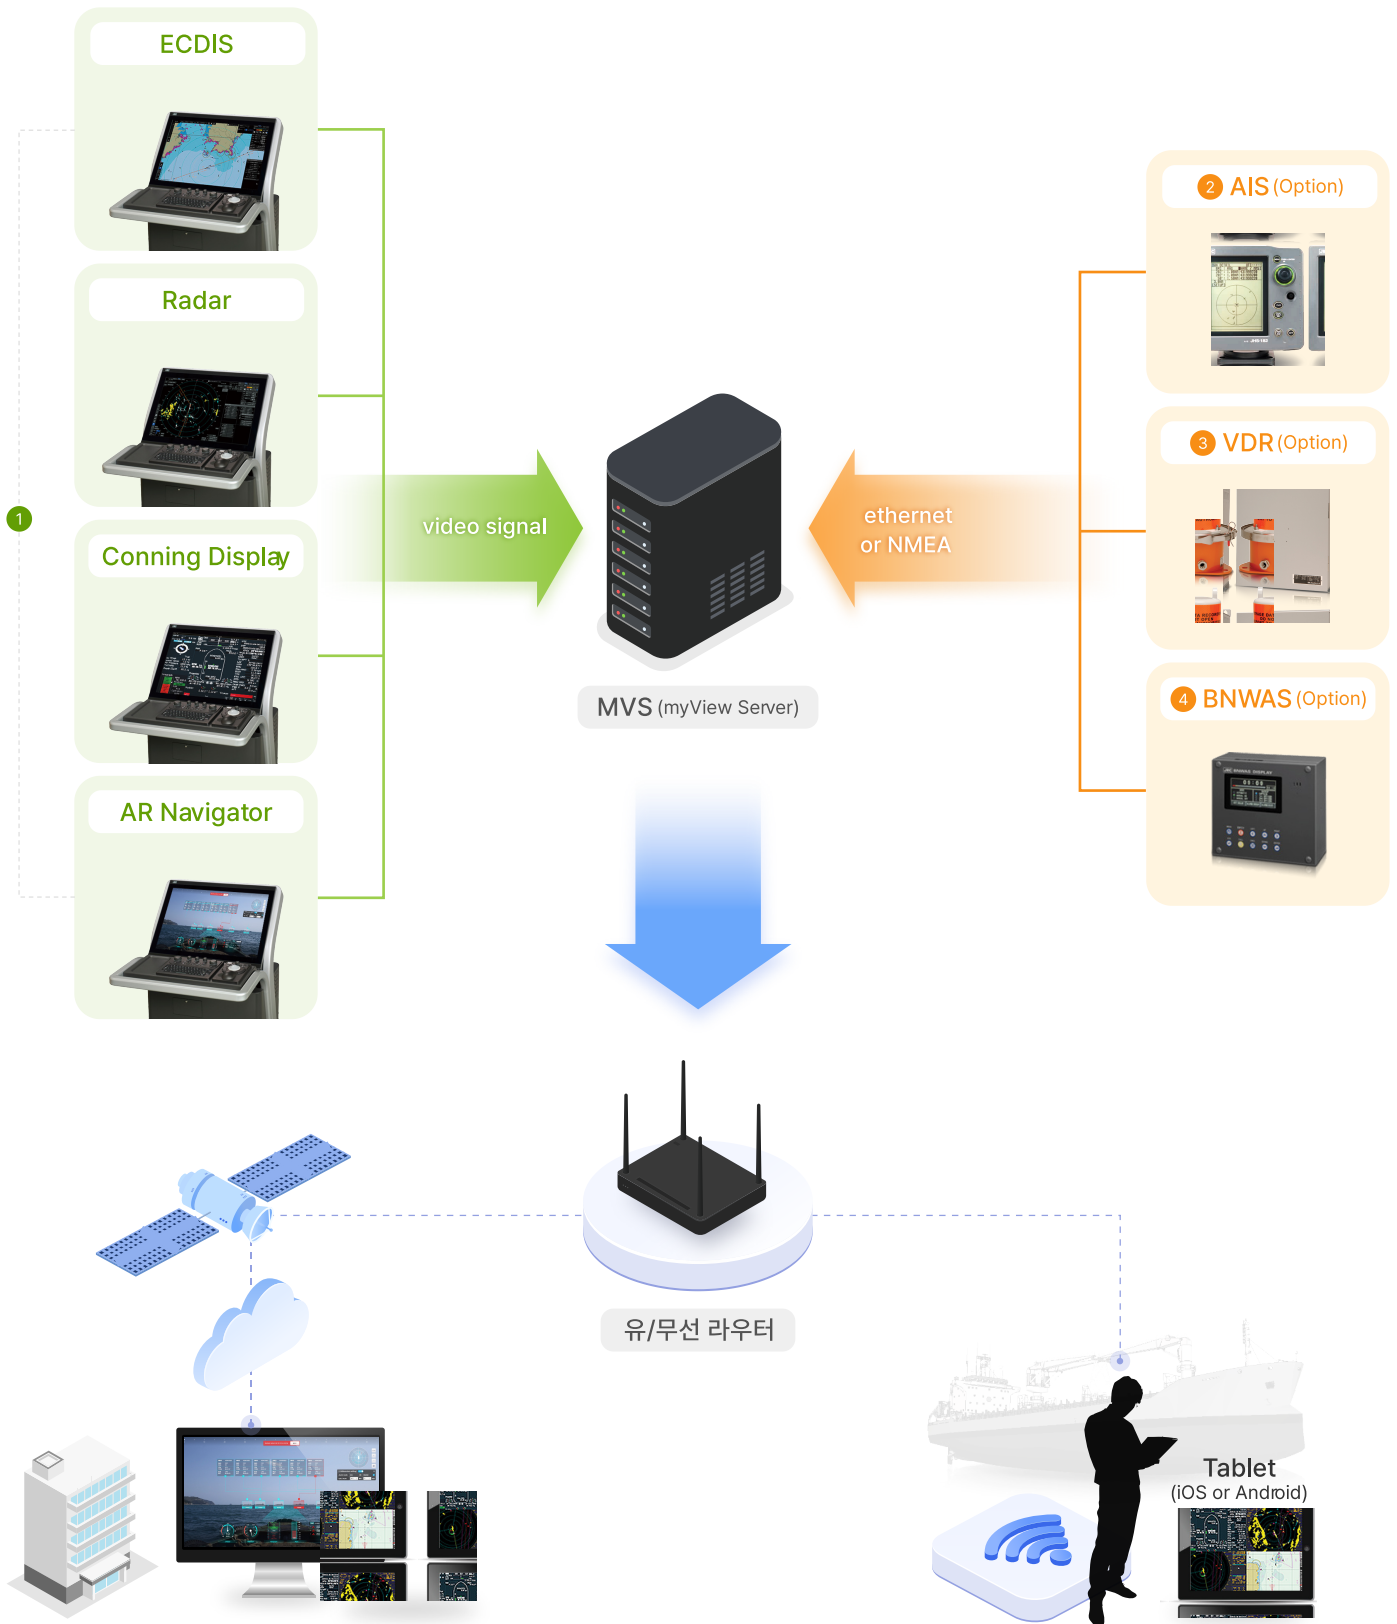 ECDIS
Radar
1
Conning Display
AR Navigator
video signal
MVS (myView Server)
ethernet
or NMEA
2 AIS (Option)
3 VDR (Option)
4 BNWAS (Option)
유/무선 라우터
Tablet
(iOS or Android)